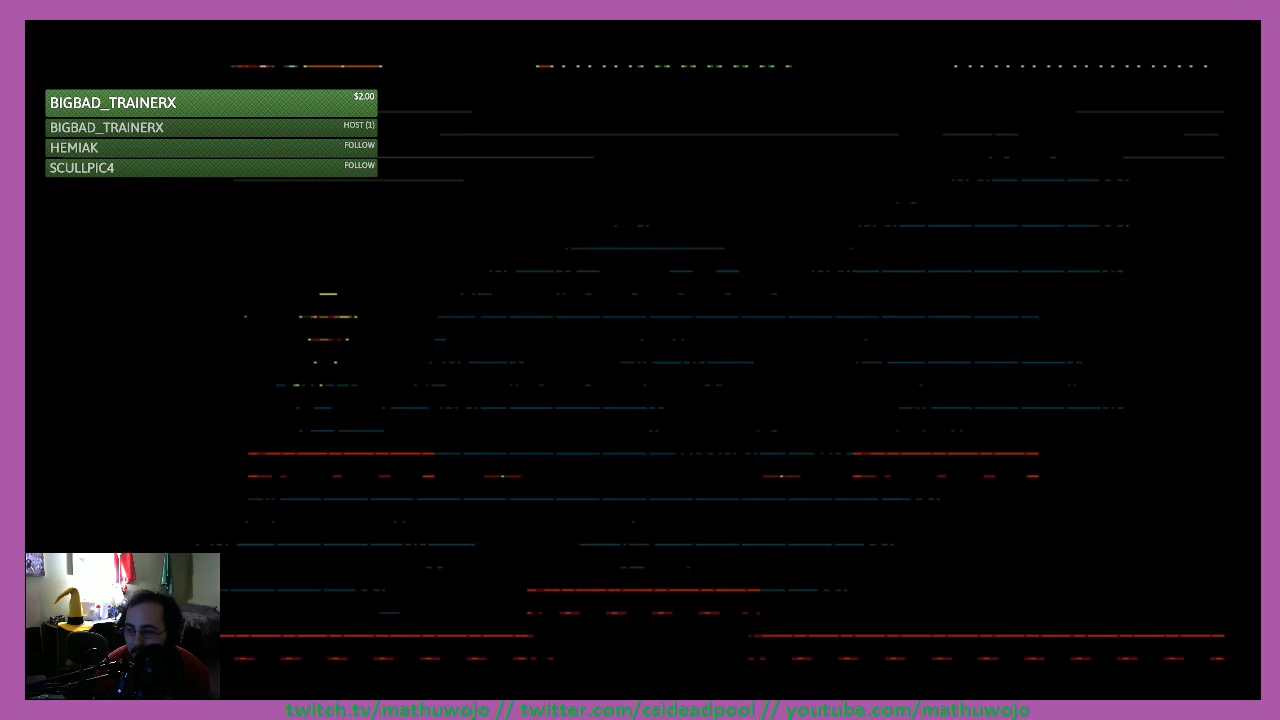 BIGBAD_TRAINERX $2.00
BIGBAD_TRAINERX HOST (1)
HEMIAK FOLLOW
SCULLPIC4 FOLLOW
twitch.tv/mathuwojo // twitter.com/csideadpool // youtube.com/mathuwojo